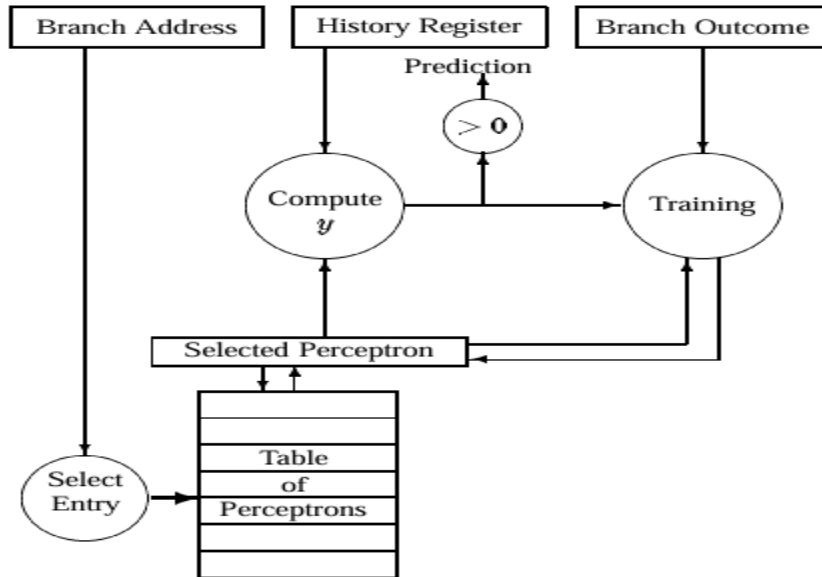 Branch Address
History Register
Branch Outcome
Prediction
> 0
Compute
y
Training
Selected Perceptron
Select
Entry
Table
of
Perceptrons